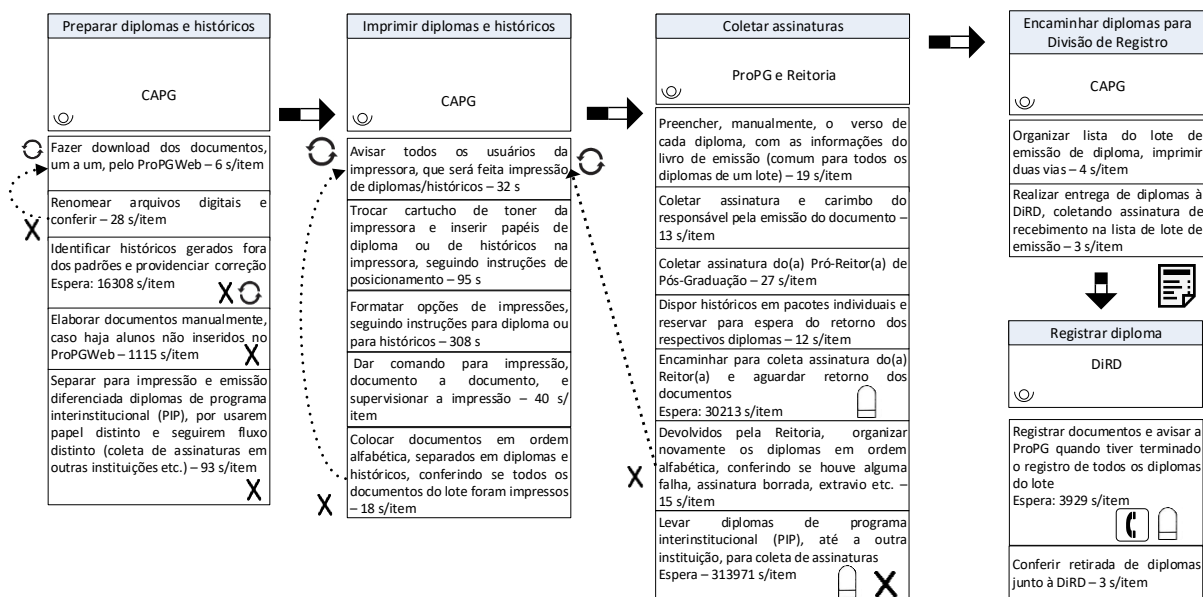 Preparar diplomas e históricos
CAPG
Fazer download dos documentos,
um a um, pelo ProPGWeb – 6 s/item
Renomear arquivos digitais e
conferir – 28 s/item
Identificar históricos gerados fora
dos padrões e providenciar correção
Espera: 16308 s/item
Elaborar documentos manualmente,
caso haja alunos não inseridos no
ProPGWeb – 1115 s/item
Separar para impressão e emissão
diferenciada diplomas de programa
interinstitucional (PIP), por usarem
papel distinto e seguirem fluxo
distinto (coleta de assinaturas em
outras instituições etc.) – 93 s/item
Imprimir diplomas e históricos
CAPG
Avisar todos os usuários da
impressora, que será feita impressão
de diplomas/históricos – 32 s
Trocar cartucho de toner da
impressora e inserir papéis de
diploma ou de históricos na
impressora, seguindo instruções de
posicionamento – 95 s
Formatar opções de impressões,
seguindo instruções para diploma ou
para históricos – 308 s
Dar comando para impressão,
documento a documento, e
supervisionar a impressão – 40 s/
item
Colocar documentos em ordem
alfabética, separados em diplomas e
históricos, conferindo se todos os
documentos do lote foram impressos
– 18 s/item
Coletar assinaturas
ProPG e Reitoria
Preencher, manualmente, o verso de
cada diploma, com as informações do
livro de emissão (comum para todos os
diplomas de um lote) – 19 s/item
Coletar assinatura e carimbo do
responsável pela emissão do documento –
13 s/item
Coletar assinatura do(a) Pró-Reitor(a) de
Pós-Graduação – 27 s/item
Dispor históricos em pacotes individuais e
reservar para espera do retorno dos
respectivos diplomas – 12 s/item
Encaminhar para coleta assinatura do(a)
Reitor(a) e aguardar retorno dos
documentos
Espera: 30213 s/item
Devolvidos pela Reitoria, organizar
novamente os diplomas em ordem
alfabética, conferindo se houve alguma
falha, assinatura borrada, extravio etc. –
15 s/item
Levar diplomas de programa
interinstitucional (PIP), até a outra
instituição, para coleta de assinaturas
Espera – 313971 s/item
Encaminhar diplomas para
Divisão de Registro
CAPG
Organizar lista do lote de
emissão de diploma, imprimir
duas vias – 4 s/item
Realizar entrega de diplomas à
DiRD, coletando assinatura de
recebimento na lista de lote de
emissão – 3 s/item
Registrar diploma
DiRD
Registrar documentos e avisar a
ProPG quando tiver terminado
o registro de todos os diplomas
do lote
Espera: 3929 s/item
Conferir retirada de diplomas
junto à DiRD – 3 s/item